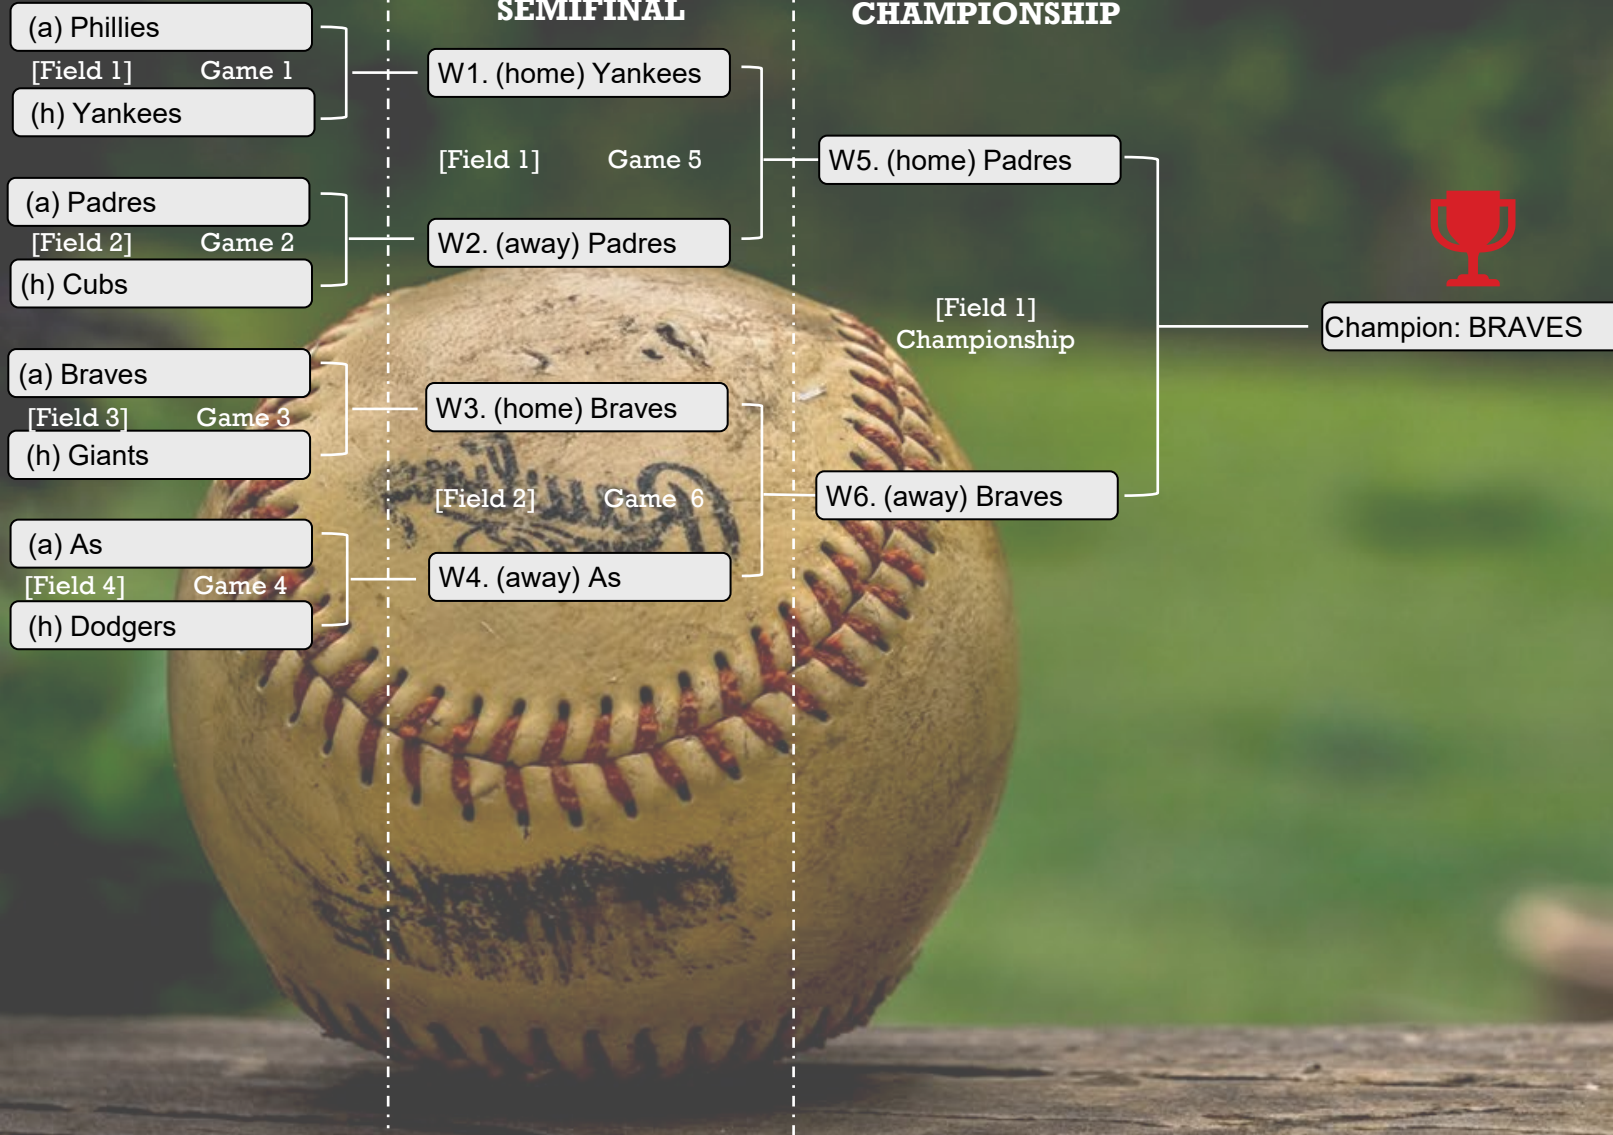 SEMIFINAL
CHAMPIONSHIP
(a) Phillies
[Field 1] Game 1
(h) Yankees
(a) Padres
[Field 2] Game 2
(h) Cubs
(a) Braves
[Field 3] Game 3
(h) Giants
(a) As
[Field 4] Game 4
(h) Dodgers
W1. (home) Yankees
[Field 1] Game 5
W2. (away) Padres
W3. (home) Braves
[Field 2] Game 6
W4. (away) As
W5. (home) Padres
[Field 1]
Championship
W6. (away) Braves
Champion: BRAVES